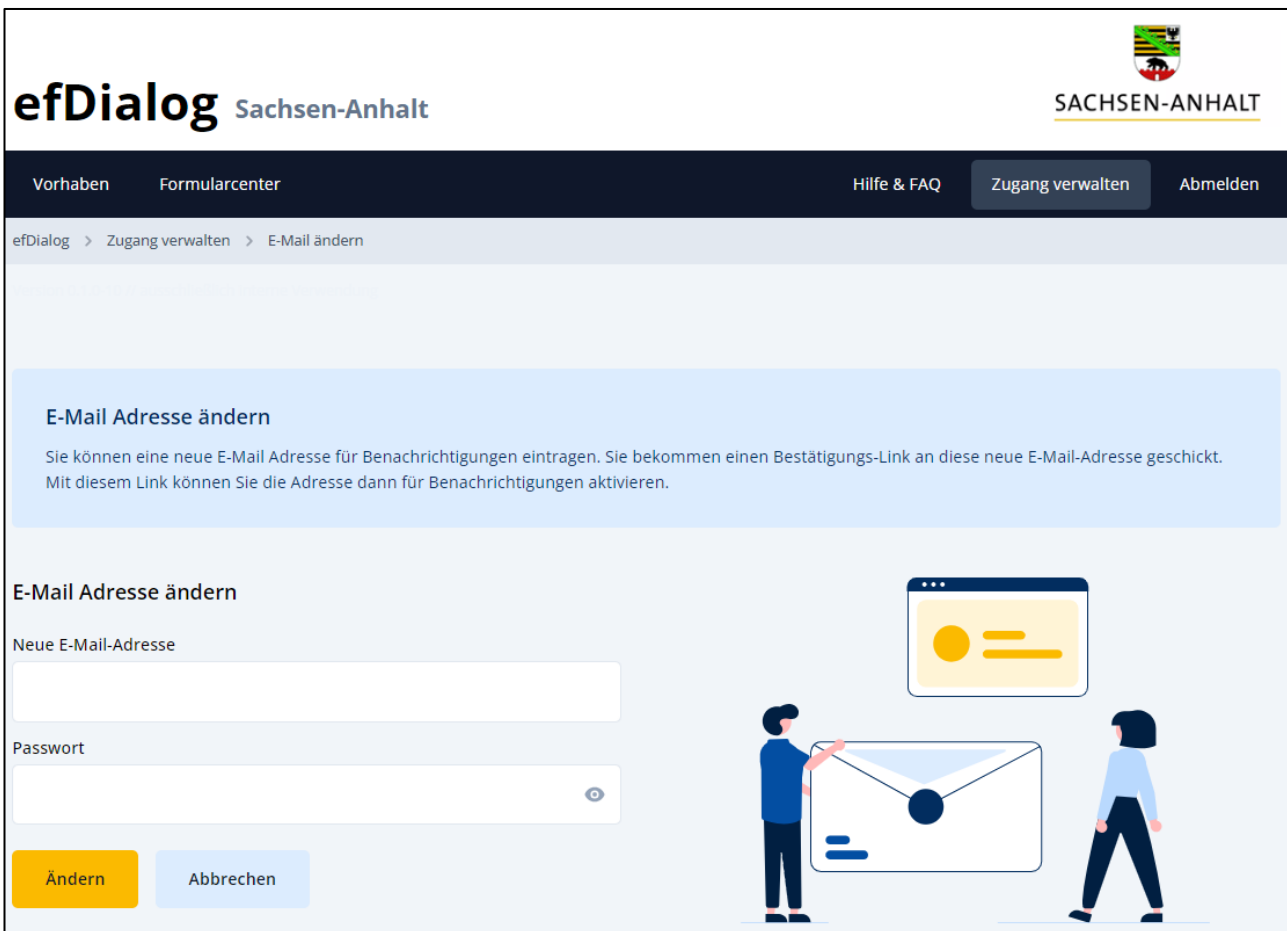 efDialog Sachsen-Anhalt
SACHSEN-ANHALT
Vorhaben Formularcenter Hilfe & FAQ Zugang verwalten Abmelden
efDialog > Zugang verwalten > E-Mail ändern
E-Mail Adresse ändern
Sie können eine neue E-Mail Adresse für Benachrichtigungen eintragen. Sie bekommen einen Bestätigungs-Link an diese neue E-Mail-Adresse geschickt.
Mit diesem Link können Sie die Adresse dann für Benachrichtigungen aktivieren.
E-Mail Adresse ändern
Neue E-Mail-Adresse
Passwort
Ändern Abbrechen